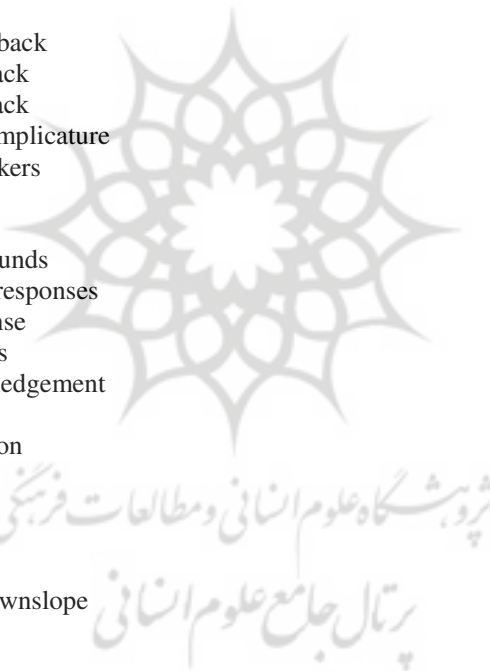 back
ack
ack
mplicature
kers
unds
responses
nse
s
edgement
on
پژوهشگاه علوم انسانی و مطالعات فرهنگی
wnslope
پرتال جامع علوم انسانی